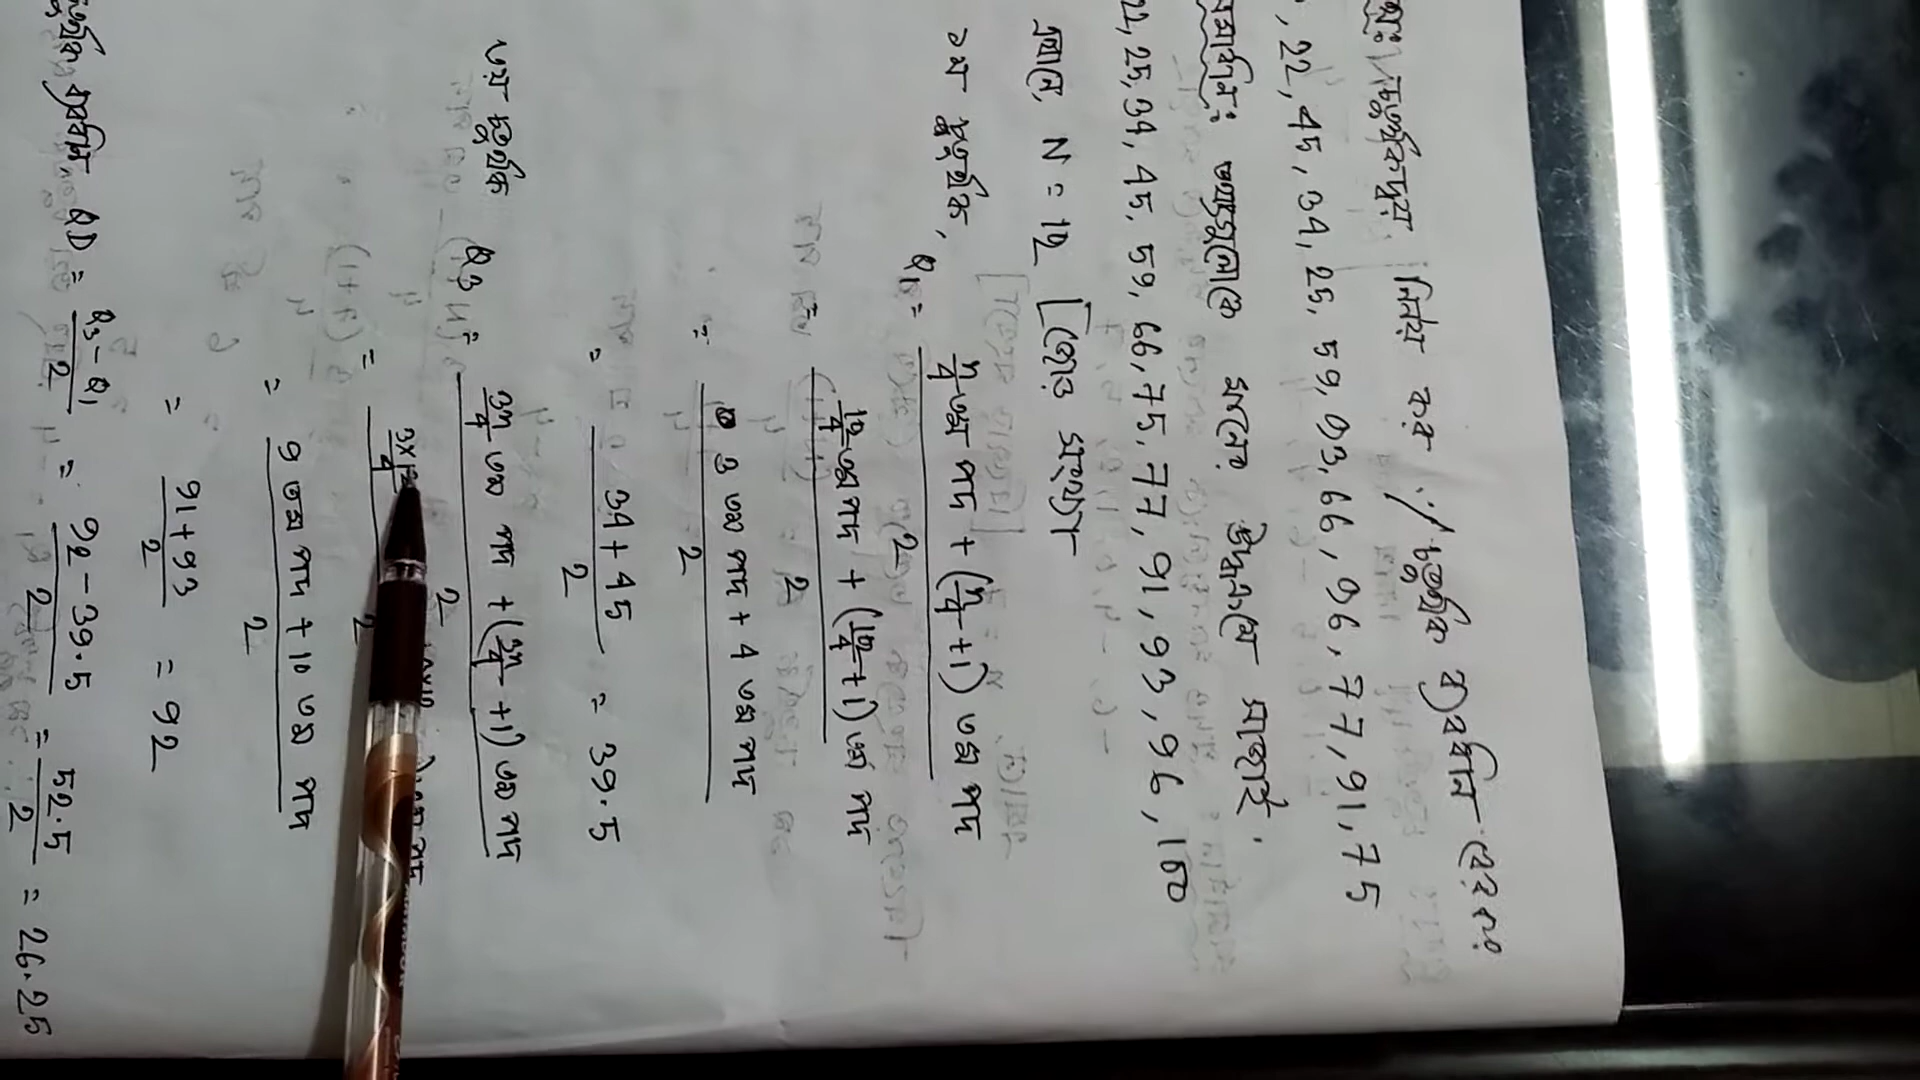 নির্ণয় কর / চতুর্থক ব্যবধান বের কর
, 22, 45, 34, 25, 59, 93, 66, 96, 77, 91, 75
সমাধান: তথ্যগুলোকে মানের ঊর্ধ্বক্রমে সাজাই,
22, 25, 34, 45, 59, 66, 75, 77, 91, 93, 96, 100
এখানে, N = 12 [জোড় সংখ্যা]
১ম চতুর্থক, Q₁ = (n/4 তম পদ + (n/4 + 1) তম পদ)/2
= (12/4 তম পদ + (12/4 + 1) তম পদ)/2
= (3 তম পদ + 4 তম পদ)/2
= (34 + 45)/2 = 39.5
৩য় চতুর্থক Q3 = (3n/4 তম পদ + (3n/4 + 1) তম পদ)/2
= 3×12/4
= (9 তম পদ + 10 তম পদ)/2
= (91 + 93)/2 = 92
চতুর্থক ব্যবধান, QD = (Q3 - Q1)/2 = (92 - 39.5)/2 = 52.5/2 = 26.25